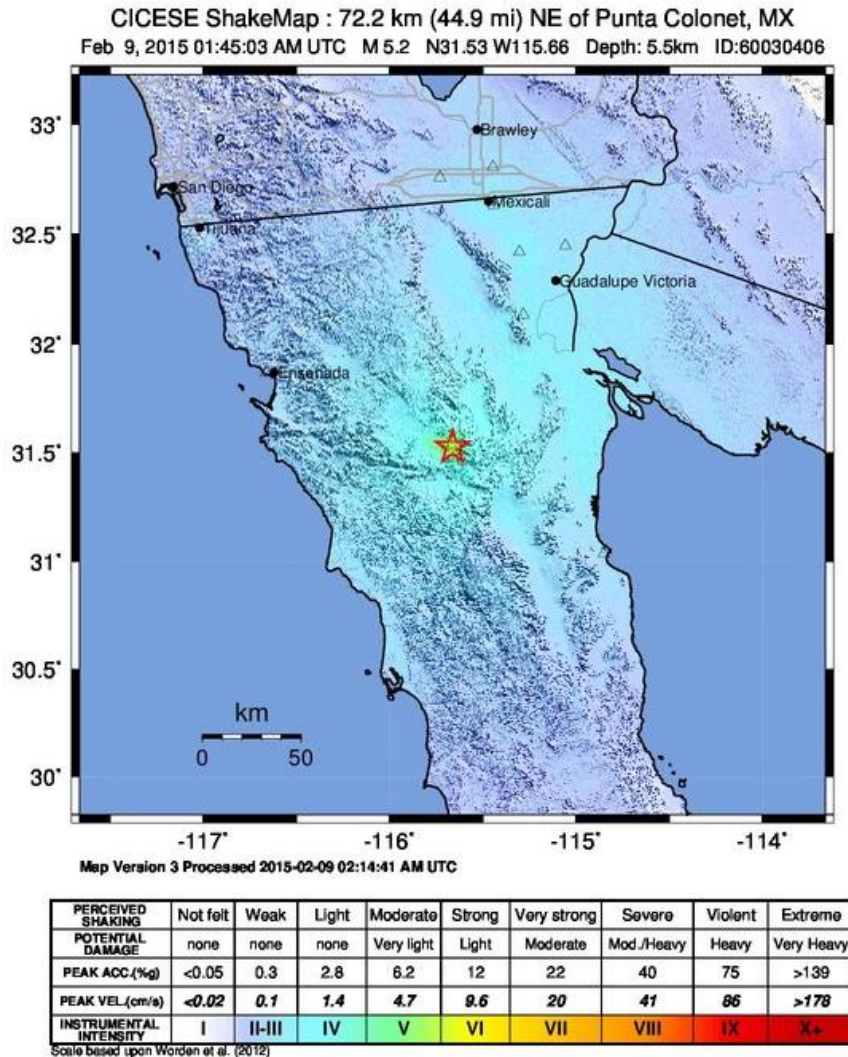 CICESE ShakeMap : 72.2 km (44.9 mi) NE of Punta Colonet, MX
Feb 9, 2015 01:45:03 AM UTC M 5.2 N31.53 W115.66 Depth: 5.5km ID:60030406
33˚
Brawley
San Diego
Mexicali
32.5˚
Tijuana
Guadalupe Victoria
32˚
Ensenada
31.5˚
31˚
30.5˚
km
0 50
30˚
-117˚ -116˚ -115˚ -114˚
Map Version 3 Processed 2015-02-09 02:14:41 AM UTC
PERCEIVED SHAKING Not felt Weak Light Moderate Strong Very strong Severe Violent Extreme
POTENTIAL DAMAGE none none none Very light Light Moderate Mod./Heavy Heavy Very Heavy
PEAK ACC.(%g) <0.05 0.3 2.8 6.2 12 22 40 75 >139
PEAK VEL.(cm/s) <0.02 0.1 1.4 4.7 9.6 20 41 86 >178
INSTRUMENTAL INTENSITY I II-III IV V VI VII VIII IX X+
Scale based upon Worden et al. (2012)